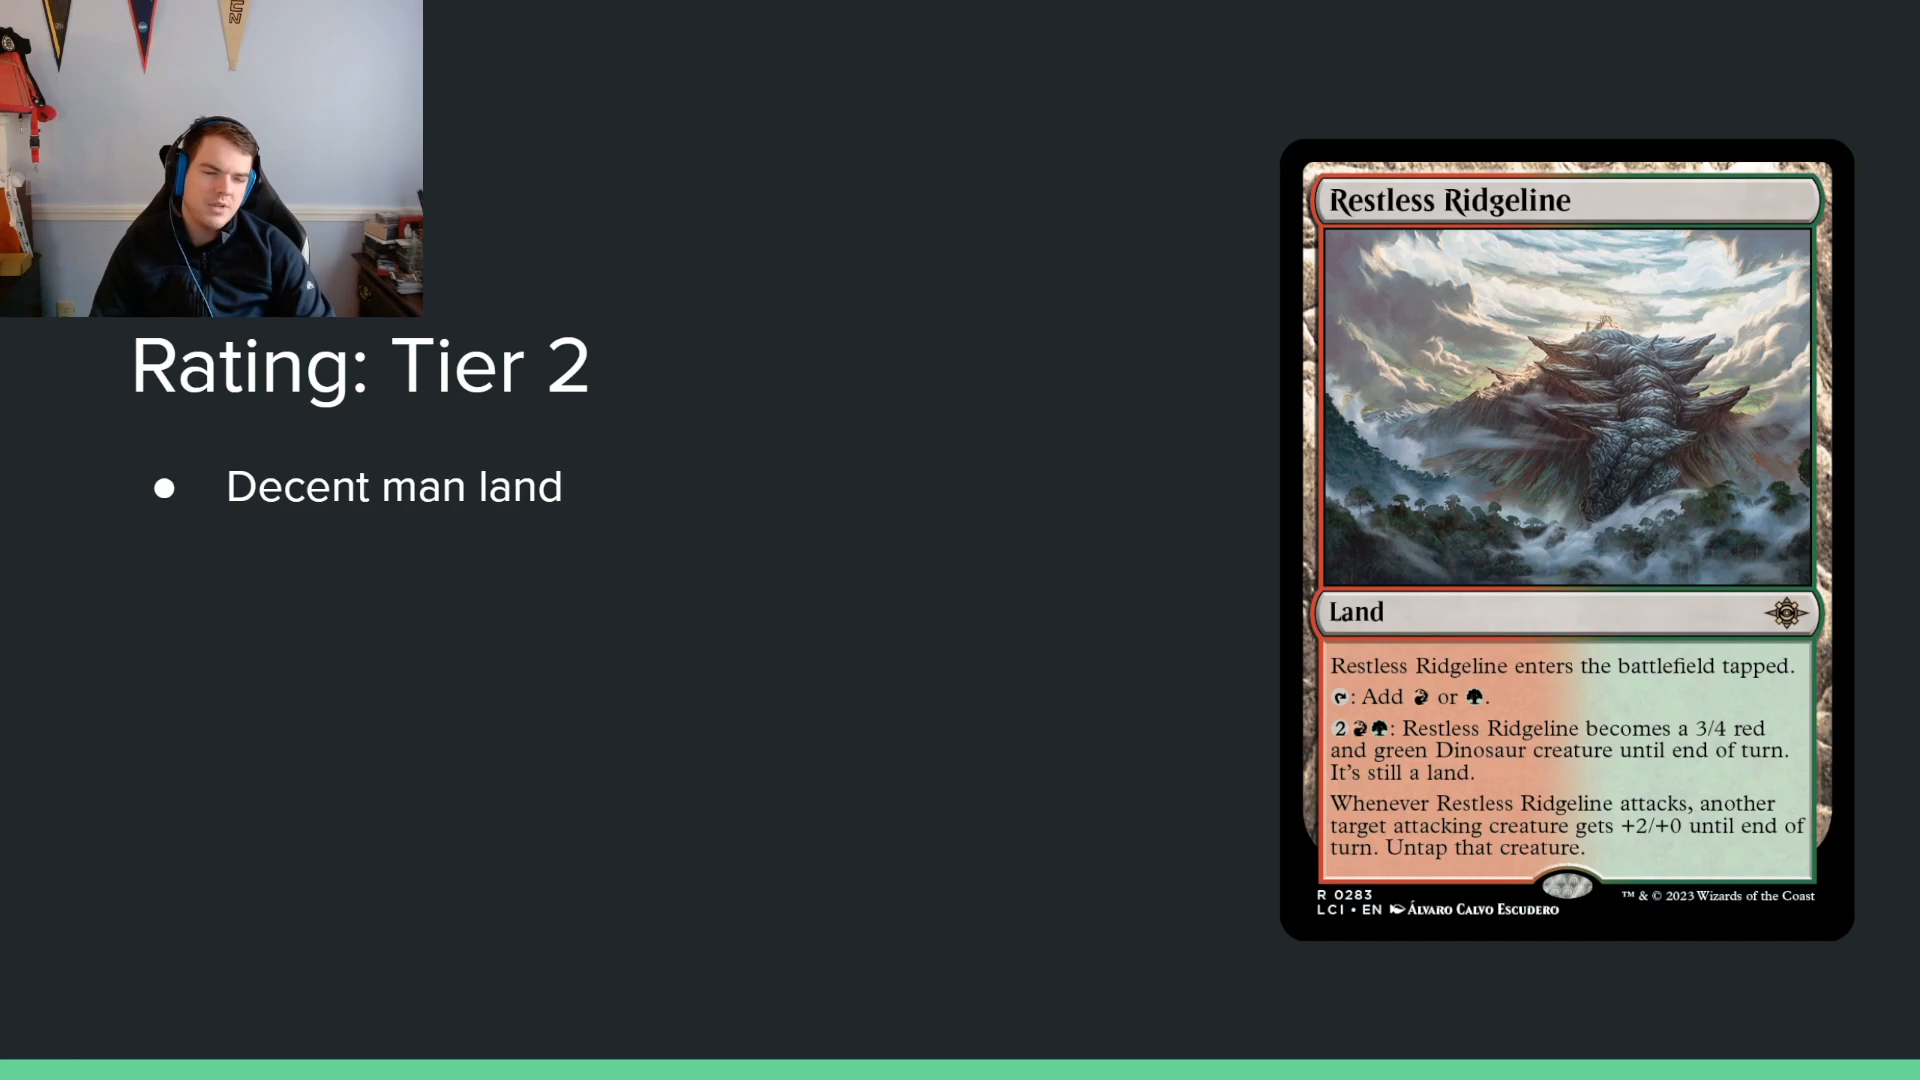 Rating: Tier 2
● Decent man land
Restless Ridgeline
Land
Restless Ridgeline enters the battlefield tapped.
: Add or .
2 : Restless Ridgeline becomes a 3/4 red
and green Dinosaur creature until end of turn.
It's still a land.
Whenever Restless Ridgeline attacks, another
target attacking creature gets +2/+0 until end of
turn. Untap that creature.
R 0283
LCI • EN Álvaro Calvo Escudero
™ & © 2023 Wizards of the Coast